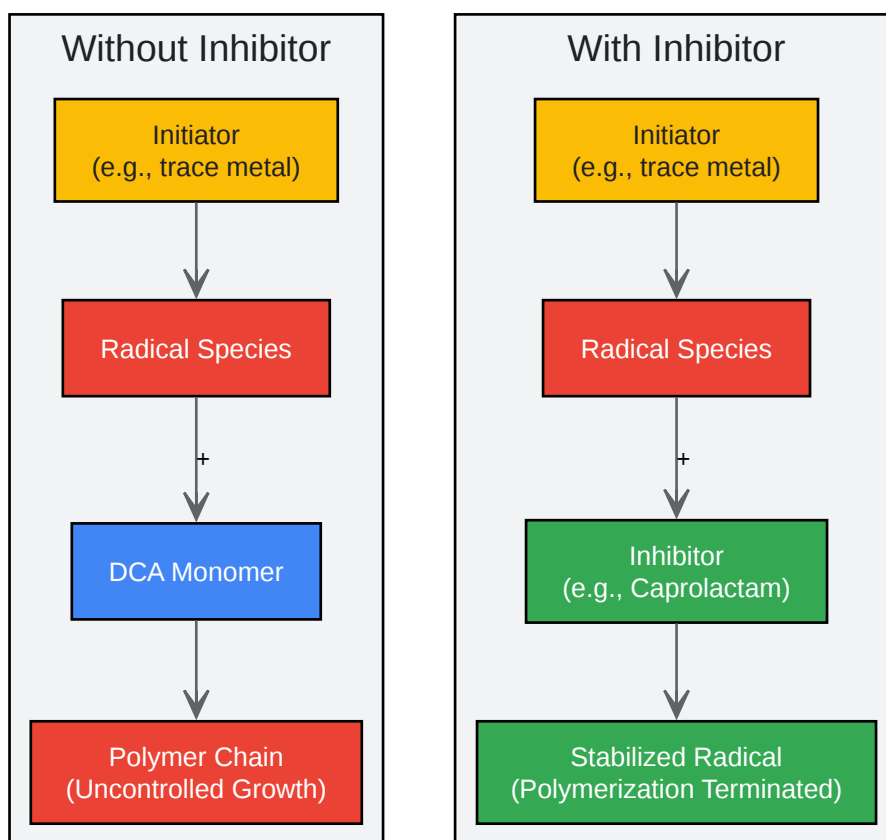 Without Inhibitor
Initiator
(e.g., trace metal)
Radical Species
+
DCA Monomer
Polymer Chain
(Uncontrolled Growth)
With Inhibitor
Initiator
(e.g., trace metal)
Radical Species
+
Inhibitor
(e.g., Caprolactam)
Stabilized Radical
(Polymerization Terminated)